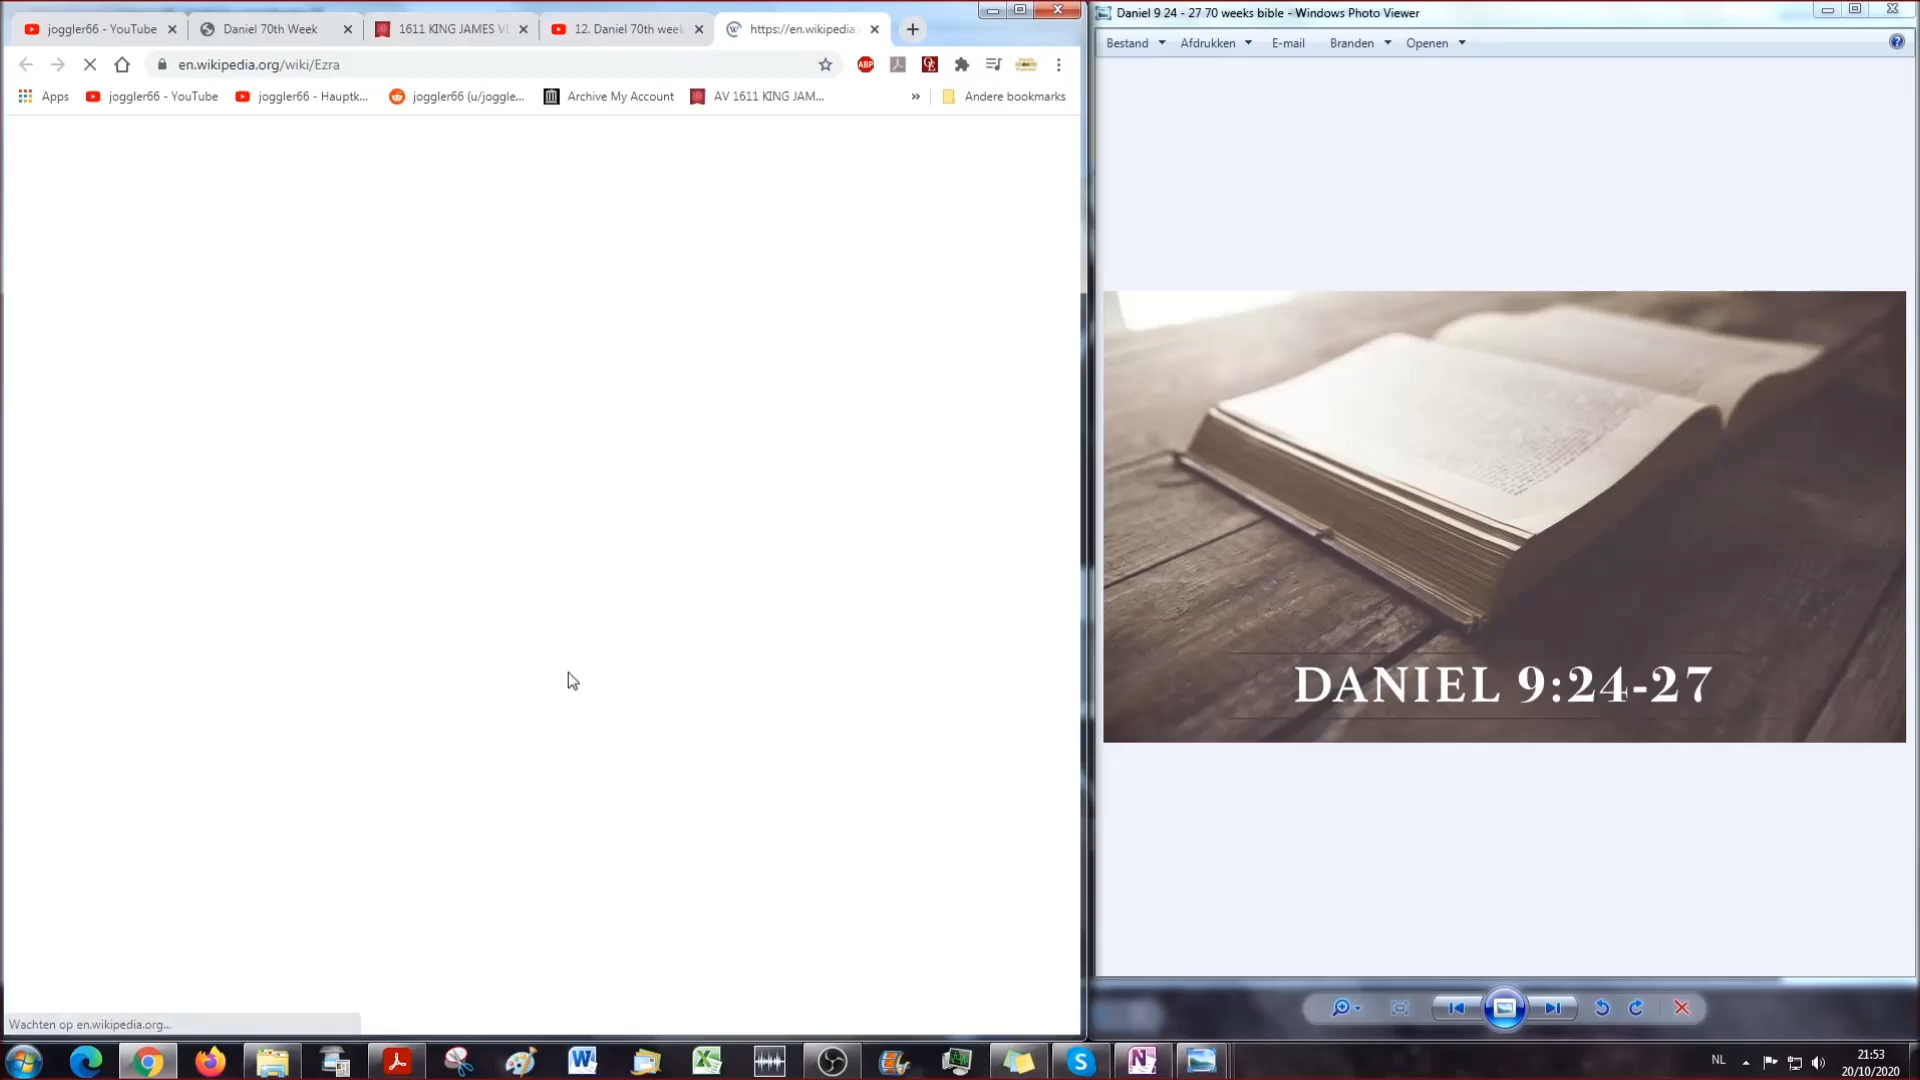 joggler66 - YouTube
Daniel 70th Week
1611 KING JAMES V
12. Daniel 70th week
https://en.wikipedia.
en.wikipedia.org/wiki/Ezra
ABP
Apps
joggler66 - YouTube
joggler66 - Hauptk...
joggler66 (u/joggle...
Archive My Account
AV 1611 KING JAM...
»
Andere bookmarks
Wachten op en.wikipedia.org...
Daniel 9 24 - 27 70 weeks bible - Windows Photo Viewer
Bestand
Afdrukken
E-mail
Branden
Openen
DANIEL 9:24-27
NL
21:53
20/10/2020